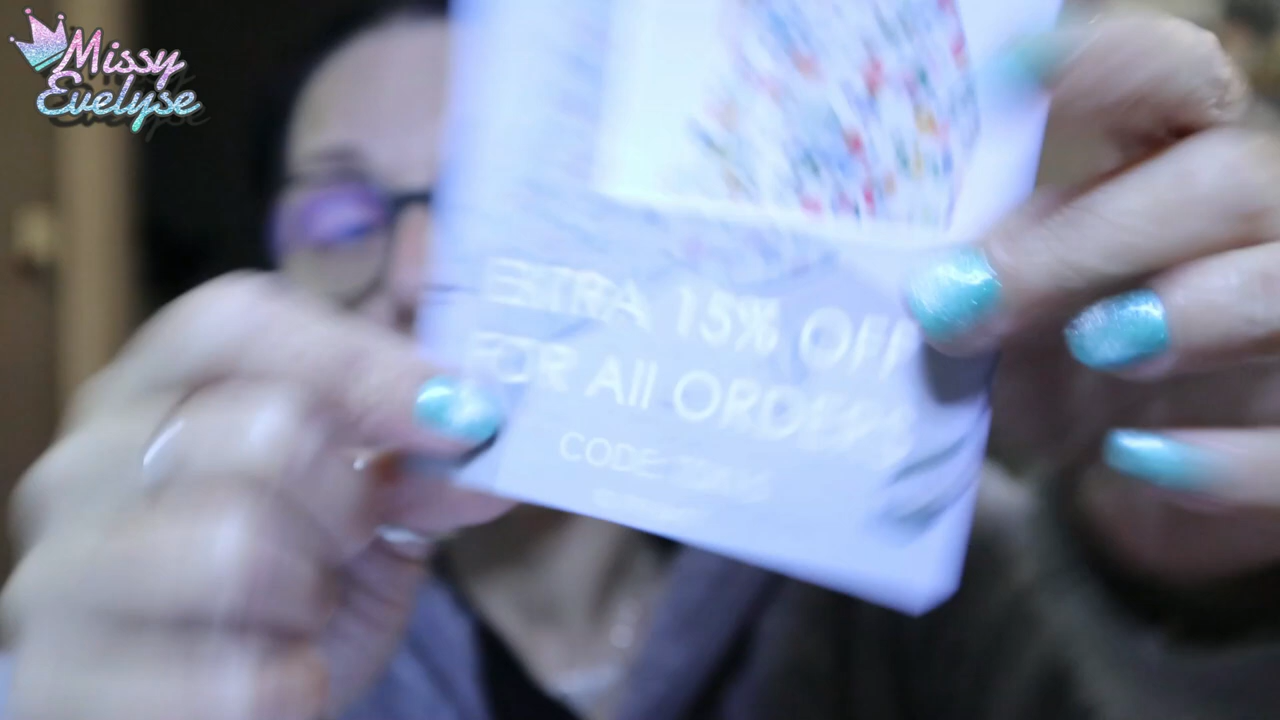 Missy
Evelyse
EXTRA 15% OFF
FOR All ORDERS
CODE